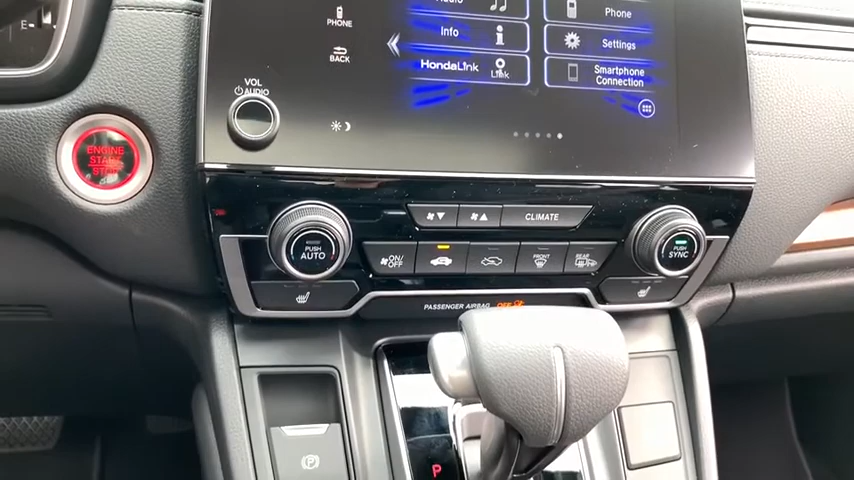 E
Audio
PHONE
Phone
Info
i
Settings
BACK
HondaLink
Link
Smartphone
Connection
VOL
AUDIO
ENGINE
START
STOP
CLIMATE
PUSH
AUTO
PUSH
SYNC
ON/
OFF
FRONT
REAR
PASSENGER AIRBAG OFF
P
P